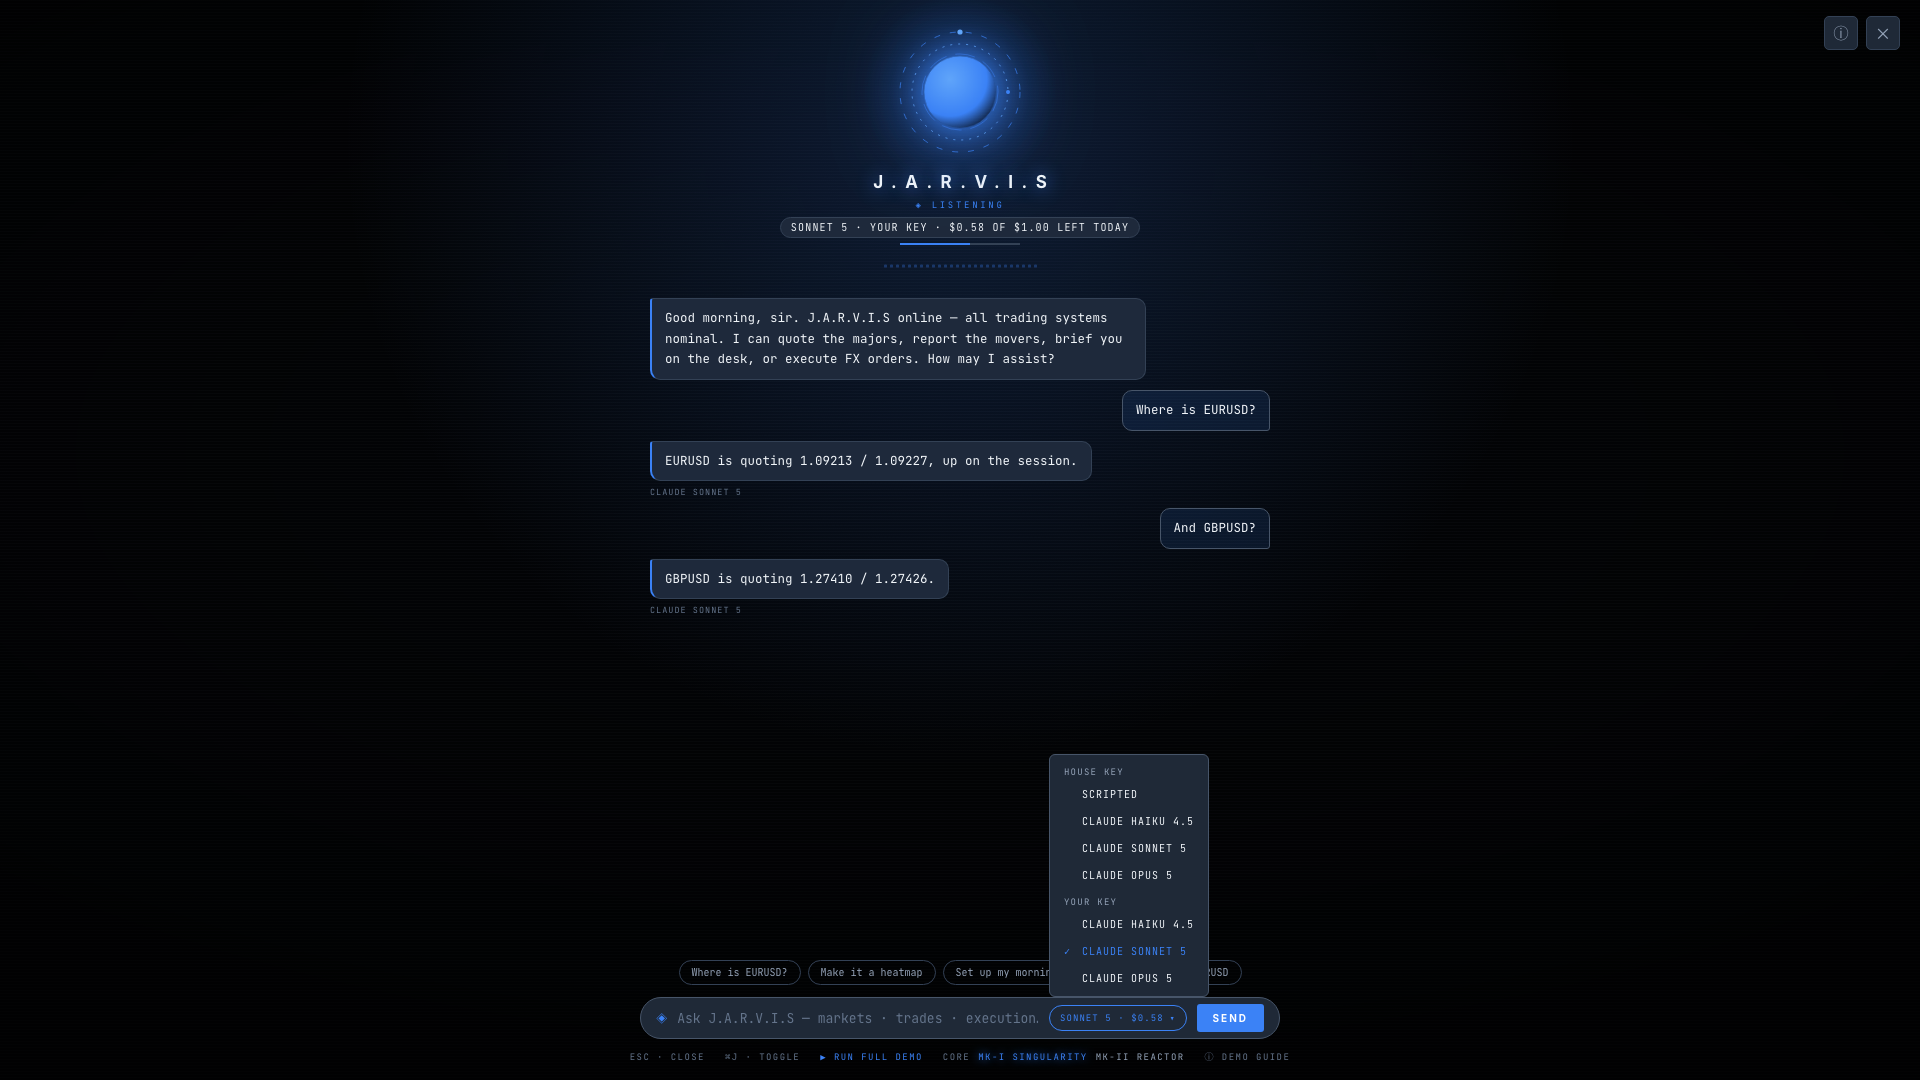 ⓘ ✕
J.A.R.V.I.S
◈ LISTENING
SONNET 5 · YOUR KEY · $0.58 OF $1.00 LEFT TODAY
Good morning, sir. J.A.R.V.I.S online — all trading systems
nominal. I can quote the majors, report the movers, brief you
on the desk, or execute FX orders. How may I assist?
Where is EURUSD?
EURUSD is quoting 1.09213 / 1.09227, up on the session.
CLAUDE SONNET 5
And GBPUSD?
GBPUSD is quoting 1.27410 / 1.27426.
CLAUDE SONNET 5
HOUSE KEY
SCRIPTED
CLAUDE HAIKU 4.5
CLAUDE SONNET 5
CLAUDE OPUS 5
YOUR KEY
CLAUDE HAIKU 4.5
✓ CLAUDE SONNET 5
CLAUDE OPUS 5
Where is EURUSD? Make it a heatmap Set up my
◈ Ask J.A.R.V.I.S — markets · trades · execution. SONNET 5 · $0.58 ▾ SEND
ESC · CLOSE ⌘J · TOGGLE ▶ RUN FULL DEMO CORE MK-I SINGULARITY MK-II REACTOR ⓘ DEMO GUIDE